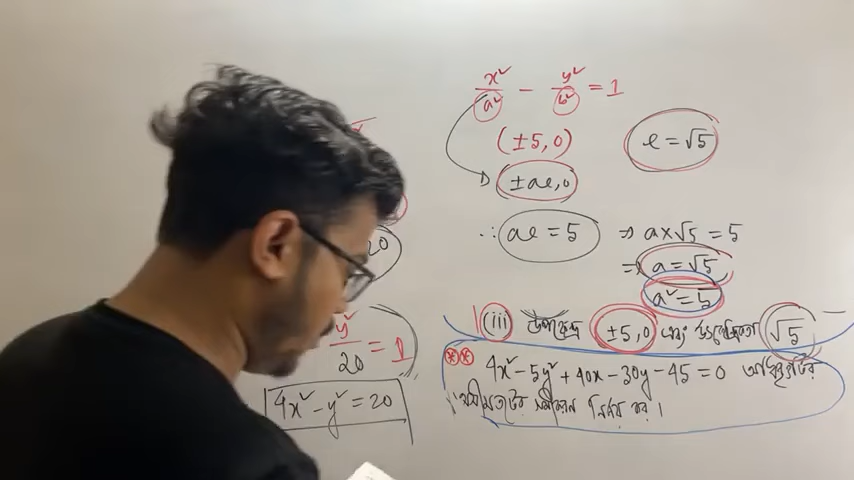 x²/a² - y²/b² = 1
(±5, 0)
e = √5
±ae, 0
20
∴ ae = 5 ⇒ a×√5 = 5
⇒ a = √5
a² = 5
(iii) উপকেন্দ্র ±5, 0 এবং উৎকেন্দ্রিকতা √5
y²/20 = 1
4x² - y² = 20
** 4x² - 5y² + 40x - 30y - 45 = 0 অধিবৃত্তটির
অসীমতটের সমীকরণ নির্ণয় কর।